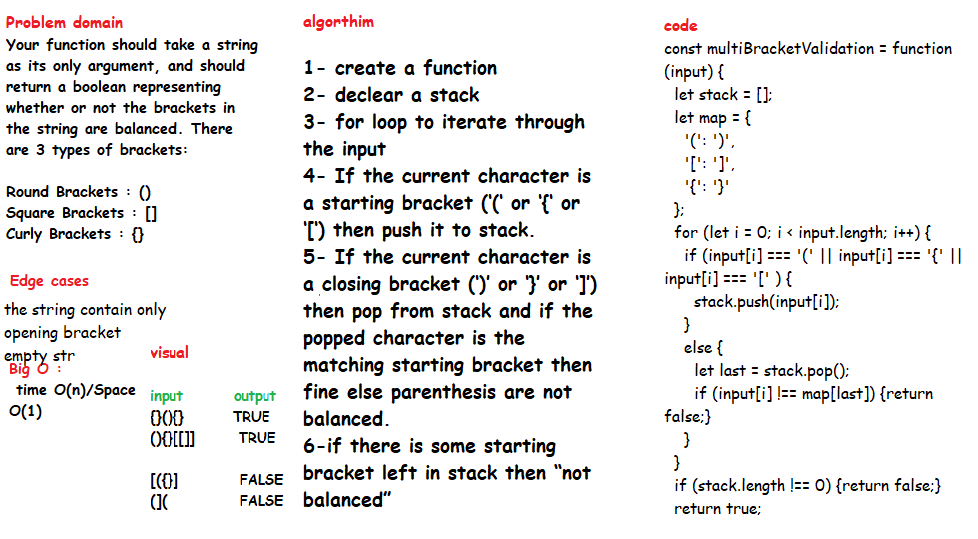 Problem domain
Your function should take a string
as its only argument, and should
return a boolean representing
whether or not the brackets in
the string are balanced. There
are 3 types of brackets:
Round Brackets : ()
Square Brackets : []
Curly Brackets : {}
Edge cases
the string contain only
opening bracket
empty str
Big O :
time O(n)/Space
O(1)
visual
input output
{}(){} TRUE
(){}[[]] TRUE
[({}] FALSE
(]( FALSE
algorthim
1- create a function
2- declear a stack
3- for loop to iterate through
the input
4- If the current character is
a starting bracket ('(' or '{' or
'[') then push it to stack.
5- If the current character is
a closing bracket (')' or '}' or ']')
then pop from stack and if the
popped character is the
matching starting bracket then
fine else parenthesis are not
balanced.
6-if there is some starting
bracket left in stack then “not
balanced”
code
const multiBracketValidation = function
(input) {
let stack = [];
let map = {
'(': ')',
'[': ']',
'{': '}'
};
for (let i = 0; i < input.length; i++) {
if (input[i] === '(' || input[i] === '{' ||
input[i] === '[' ) {
stack.push(input[i]);
}
else {
let last = stack.pop();
if (input[i] !== map[last]) {return
false;}
}
}
if (stack.length !== 0) {return false;}
return true;